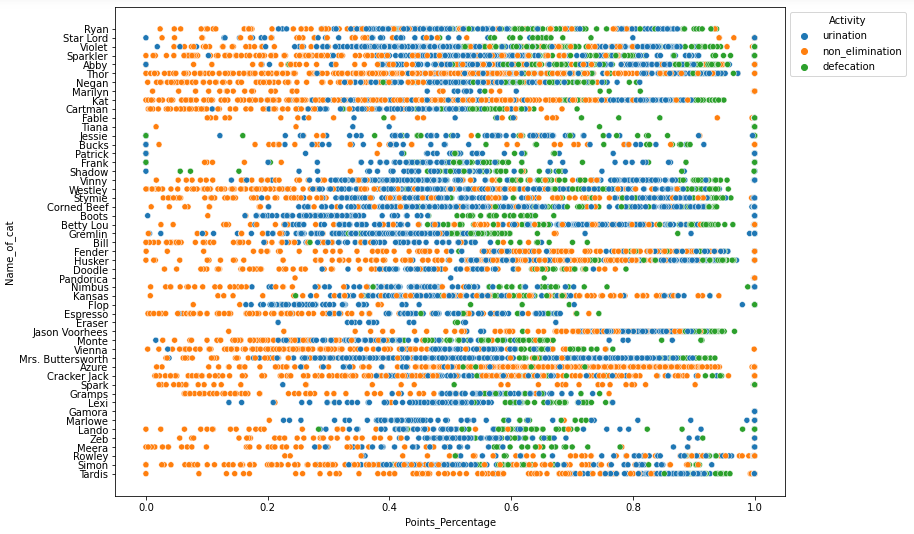 Activity
urination
non_elimination
defecation
Name_of_cat
Ryan
Star Lord
Violet
Sparkler
Abby
Thor
Negan
Marilyn
Kat
Cartman
Fable
Tiana
Jessie
Bucks
Patrick
Frank
Shadow
Vinny
Westley
Stymie
Corned Beef
Boots
Betty Lou
Gremlin
Bill
Fender
Husker
Doodle
Pandorica
Nimbus
Kansas
Flop
Espresso
Eraser
Jason Voorhees
Monte
Vienna
Mrs. Buttersworth
Azure
Cracker Jack
Spark
Gramps
Lexi
Gamora
Marlowe
Lando
Zeb
Meera
Rowley
Simon
Tardis
0.0 0.2 0.4 0.6 0.8 1.0
Points_Percentage